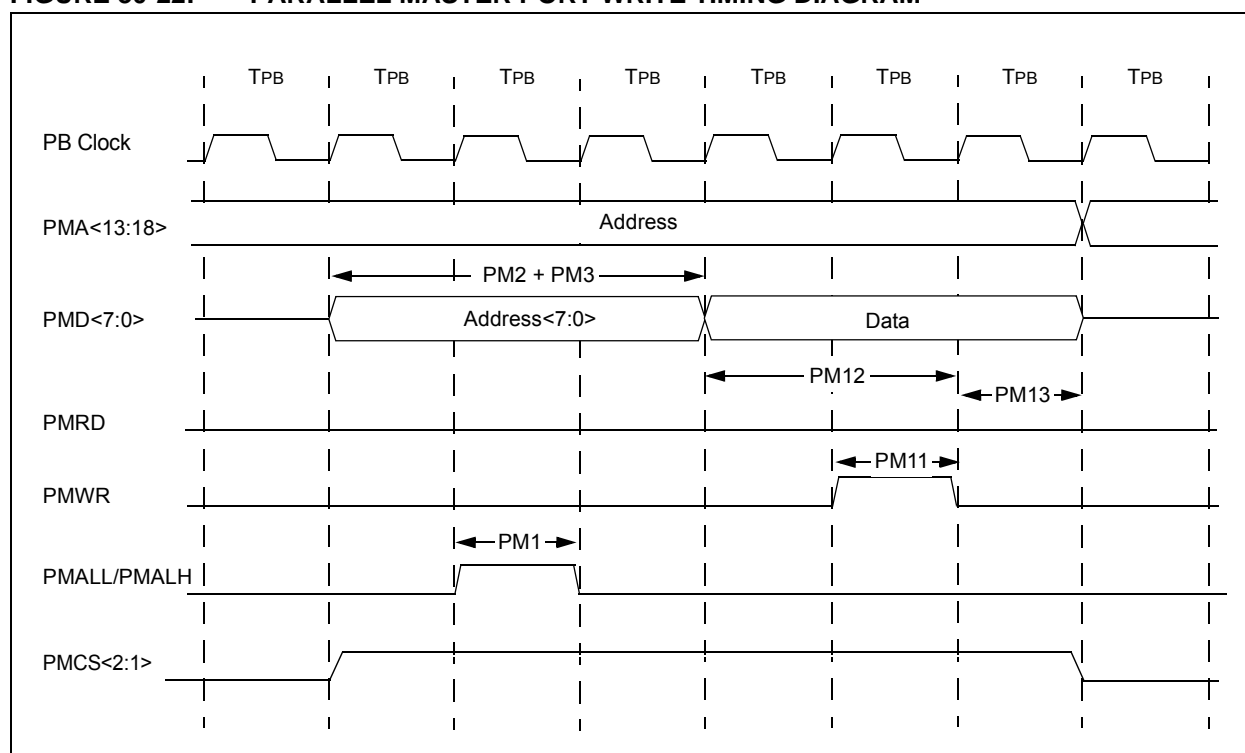 TPB TPB TPB TPB TPB TPB TPB TPB
PB Clock
PMA<13:18> Address
PM2 + PM3
PMD<7:0> Address<7:0> Data
PM12
PM13
PMRD
PM11
PMWR
PM1
PMALL/PMALH
PMCS<2:1>